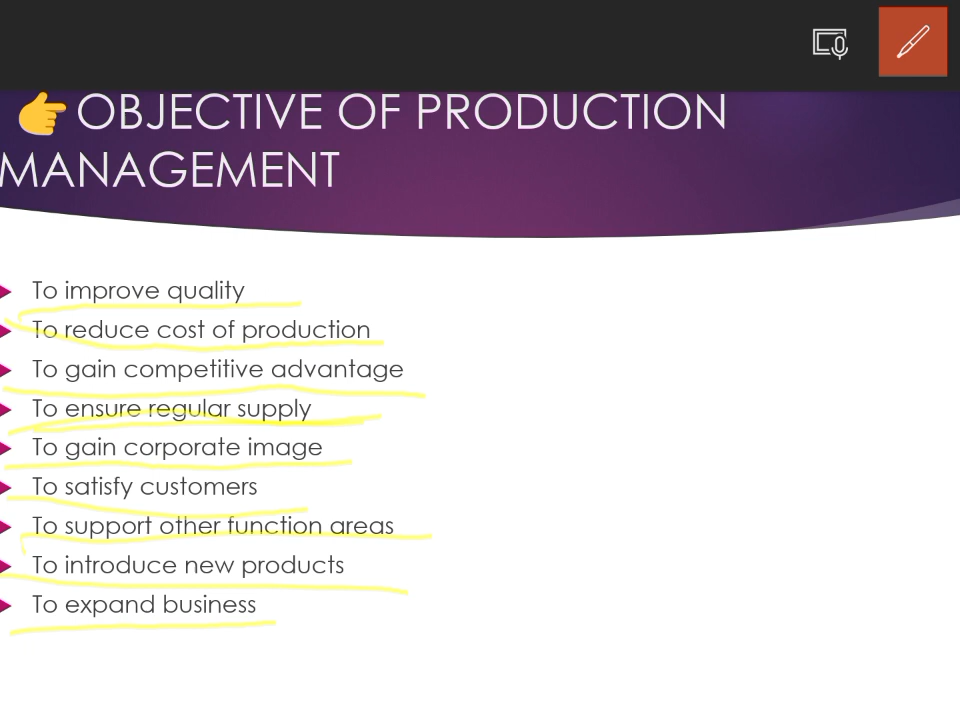 👉 OBJECTIVE OF PRODUCTION
MANAGEMENT
To improve quality
To reduce cost of production
To gain competitive advantage
To ensure regular supply
To gain corporate image
To satisfy customers
To support other function areas
To introduce new products
To expand business